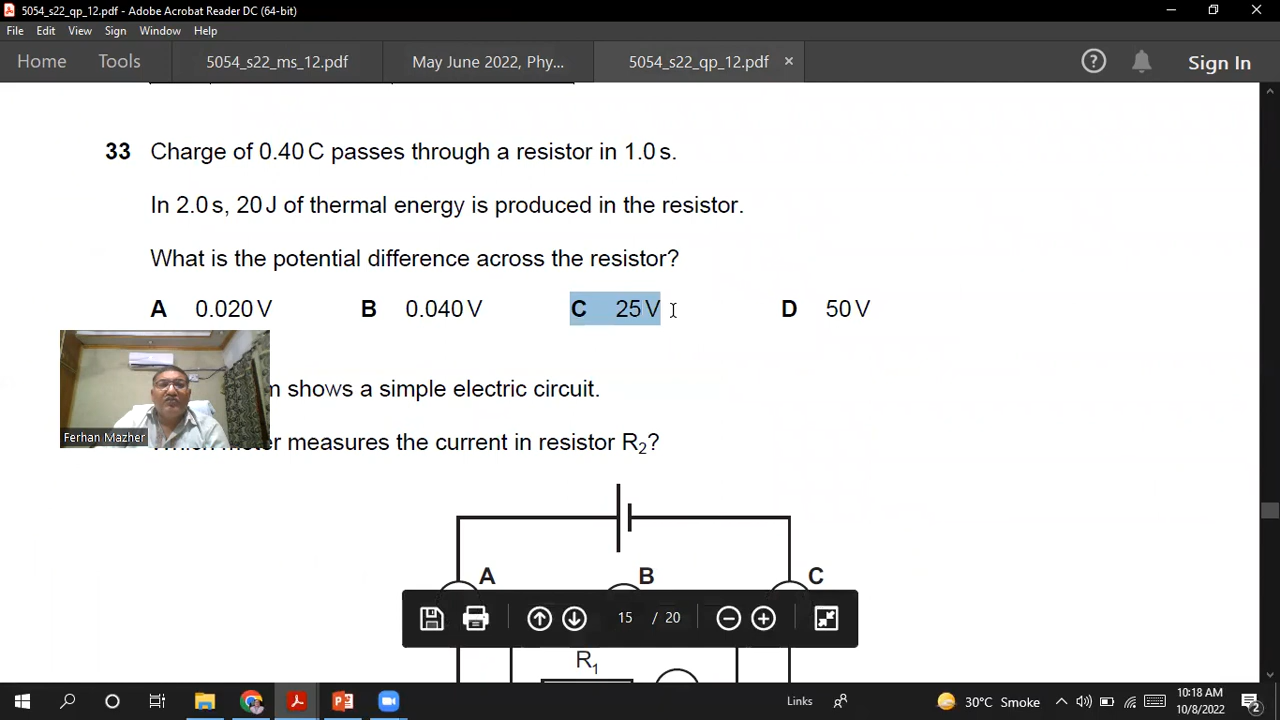 5054_s22_qp_12.pdf - Adobe Acrobat Reader DC (64-bit)
File Edit View Sign Window Help
Home Tools 5054_s22_ms_12.pdf May June 2022, Phy... 5054_s22_qp_12.pdf × Sign In
33 Charge of 0.40 C passes through a resistor in 1.0 s.
In 2.0 s, 20 J of thermal energy is produced in the resistor.
What is the potential difference across the resistor?
A 0.020 V B 0.040 V C 25 V D 50 V
shows a simple electric circuit.
measures the current in resistor R2?
Ferhan Mazher
A B C
15 / 20
R1
Links 30°C Smoke 10:18 AM
10/8/2022 2